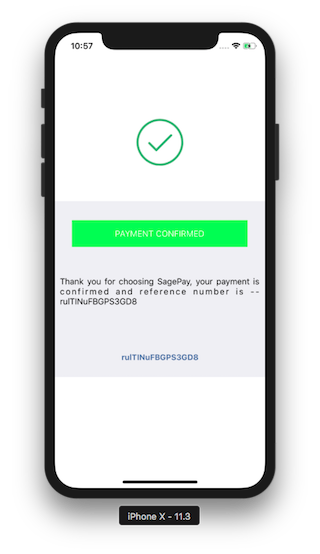 10:57
PAYMENT CONFIRMED
Thank you for choosing SagePay, your payment is
confirmed and reference number is --
rulTINuFBGPS3GD8
rulTINuFBGPS3GD8
iPhone X - 11.3